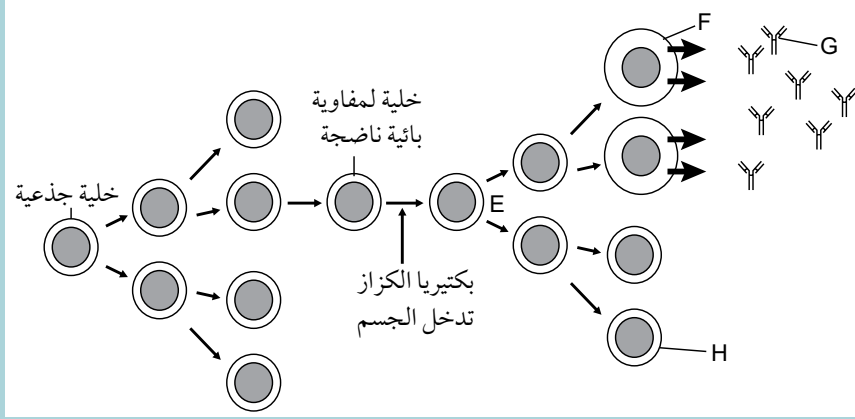 F
G
خلية لمفاوية
بائية ناضجة
خلية جذعية
E
بكتيريا الكزاز
تدخل الجسم
H